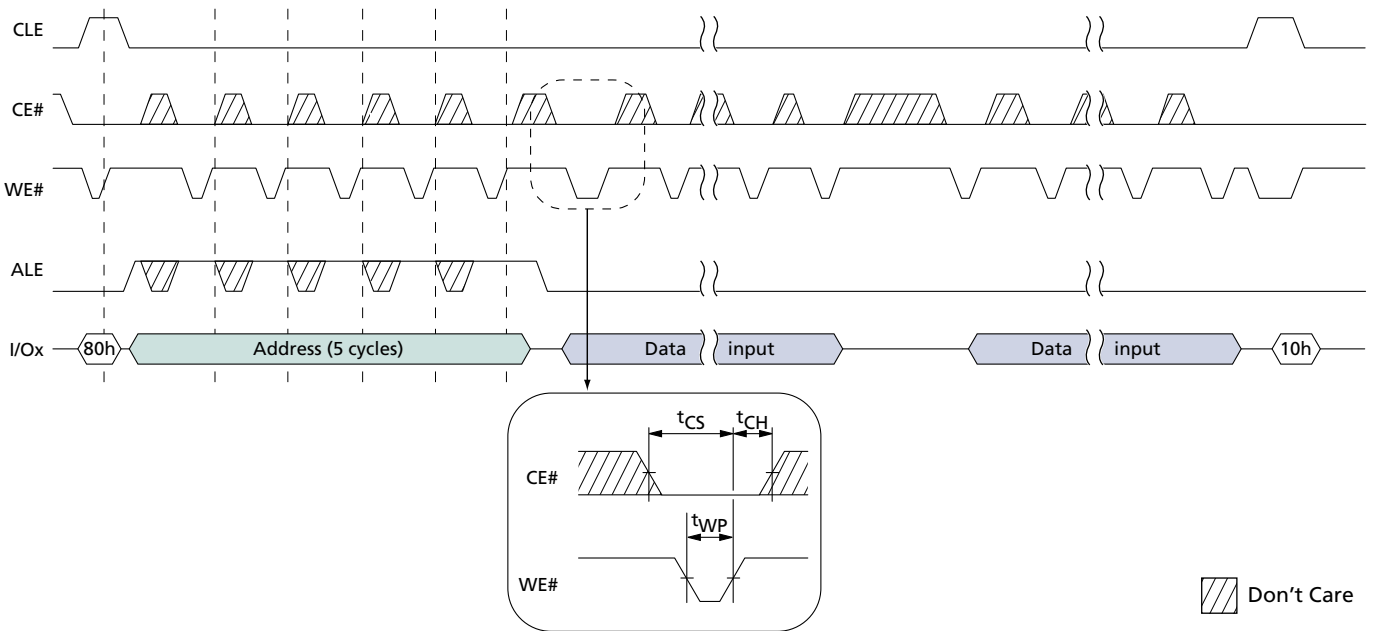 CLE
CE#
WE#
ALE
I/Ox
80h
Address (5 cycles)
Data input
Data input
10h
tCS
tCH
CE#
tWP
WE#
Don't Care